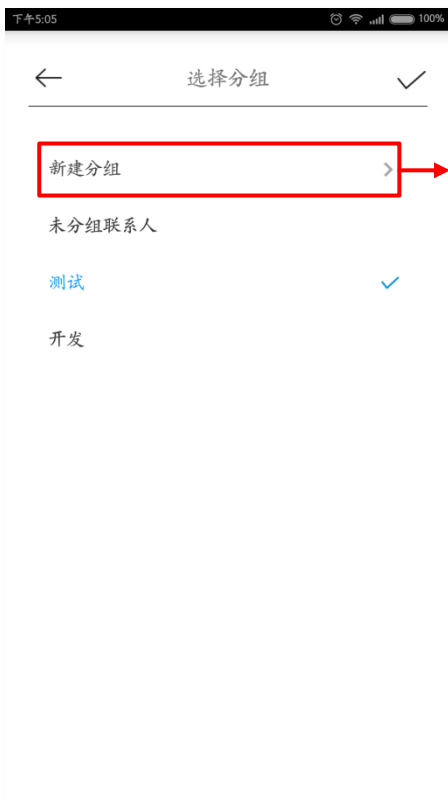 下午5:05 100%
选择分组
新建分组
未分组联系人
测试
开发